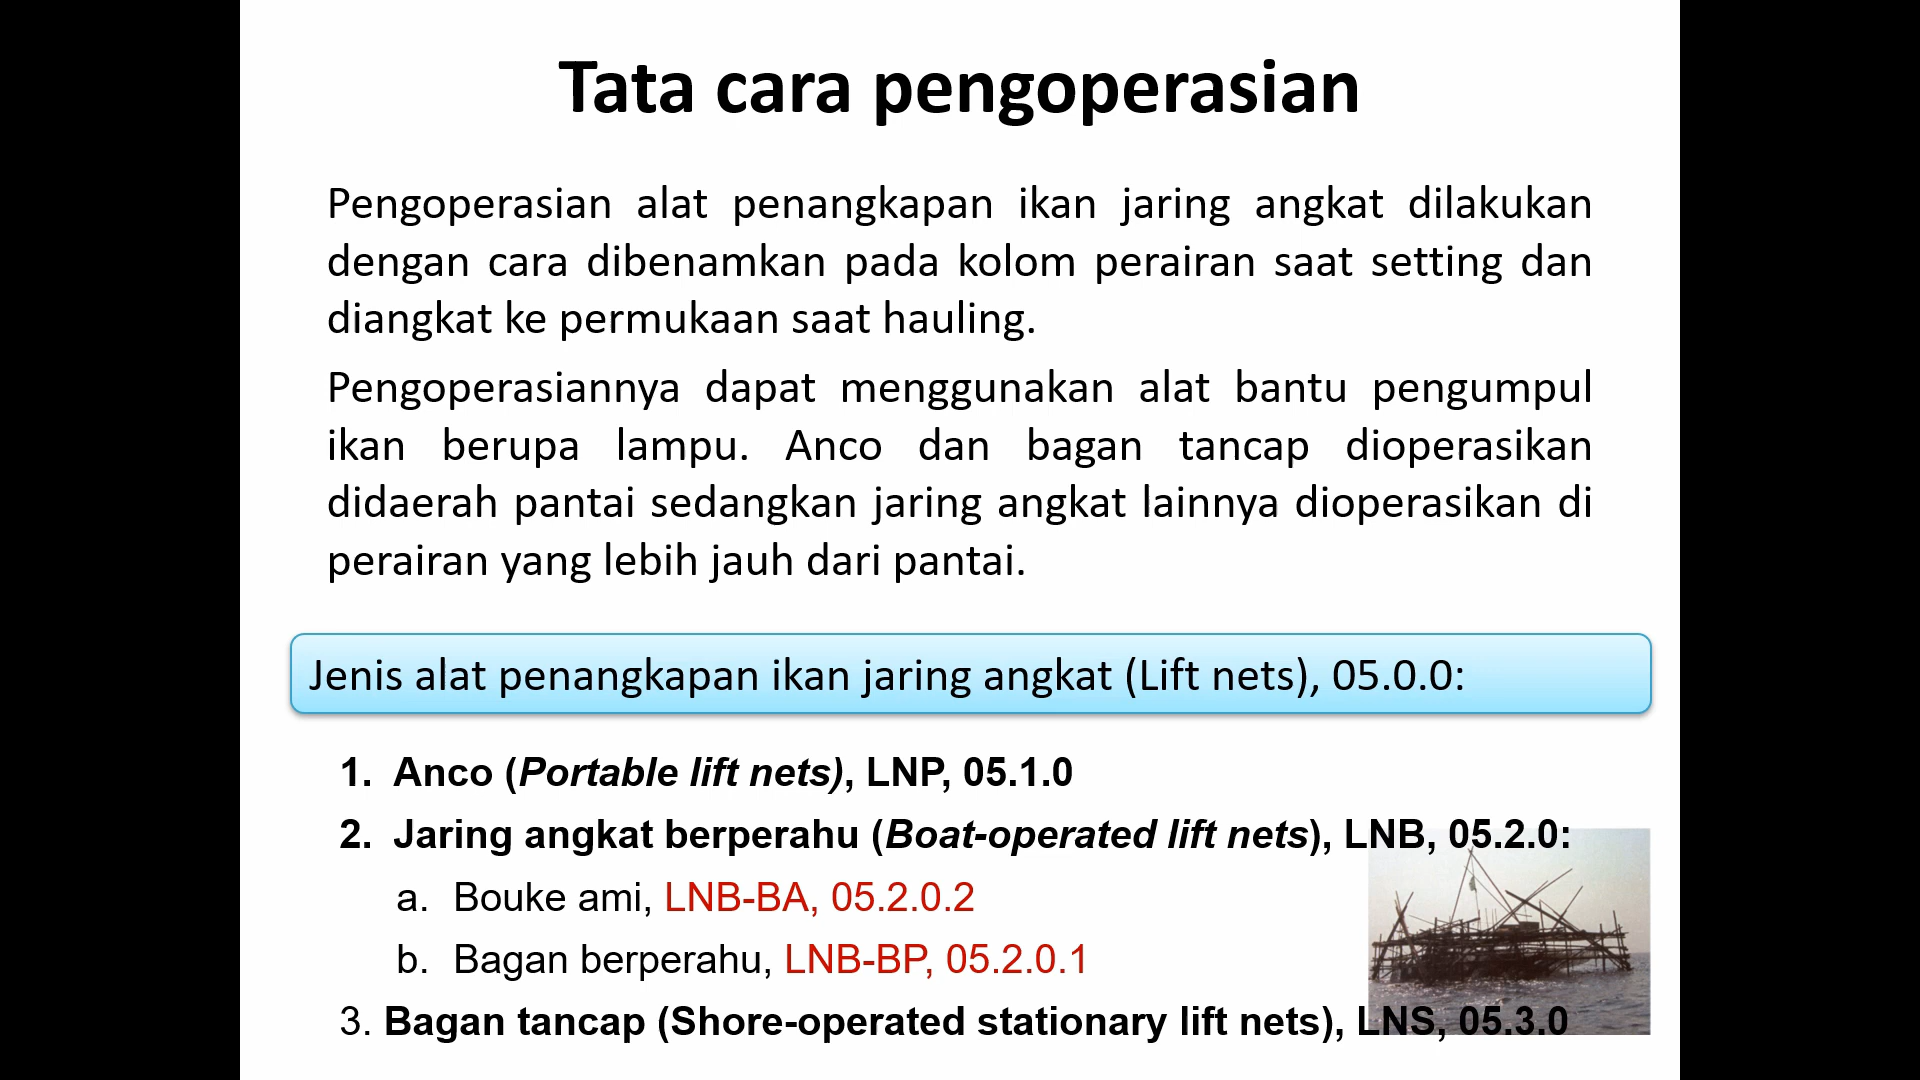 Tata cara pengoperasian
Pengoperasian alat penangkapan ikan jaring angkat dilakukan
dengan cara dibenamkan pada kolom perairan saat setting dan
diangkat ke permukaan saat hauling.
Pengoperasiannya dapat menggunakan alat bantu pengumpul
ikan berupa lampu. Anco dan bagan tancap dioperasikan
didaerah pantai sedangkan jaring angkat lainnya dioperasikan di
perairan yang lebih jauh dari pantai.
Jenis alat penangkapan ikan jaring angkat (Lift nets), 05.0.0:
1. Anco (Portable lift nets), LNP, 05.1.0
2. Jaring angkat berperahu (Boat-operated lift nets), LNB, 05.2.0:
a. Bouke ami, LNB-BA, 05.2.0.2
b. Bagan berperahu, LNB-BP, 05.2.0.1
3. Bagan tancap (Shore-operated stationary lift nets), LNS, 05.3.0